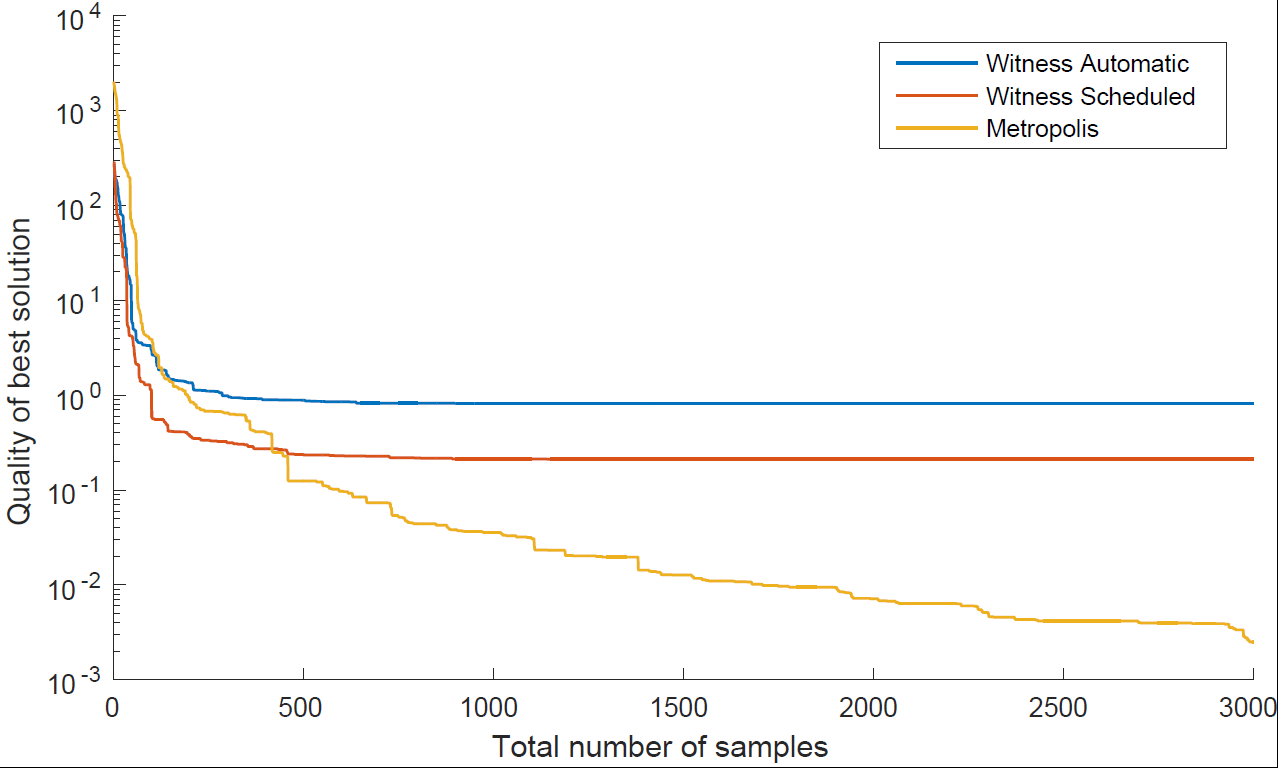 10^4
10^3
10^2
10^1
10^0
10^-1
10^-2
10^-3
Quality of best solution
Witness Automatic
Witness Scheduled
Metropolis
0 500 1000 1500 2000 2500 3000
Total number of samples